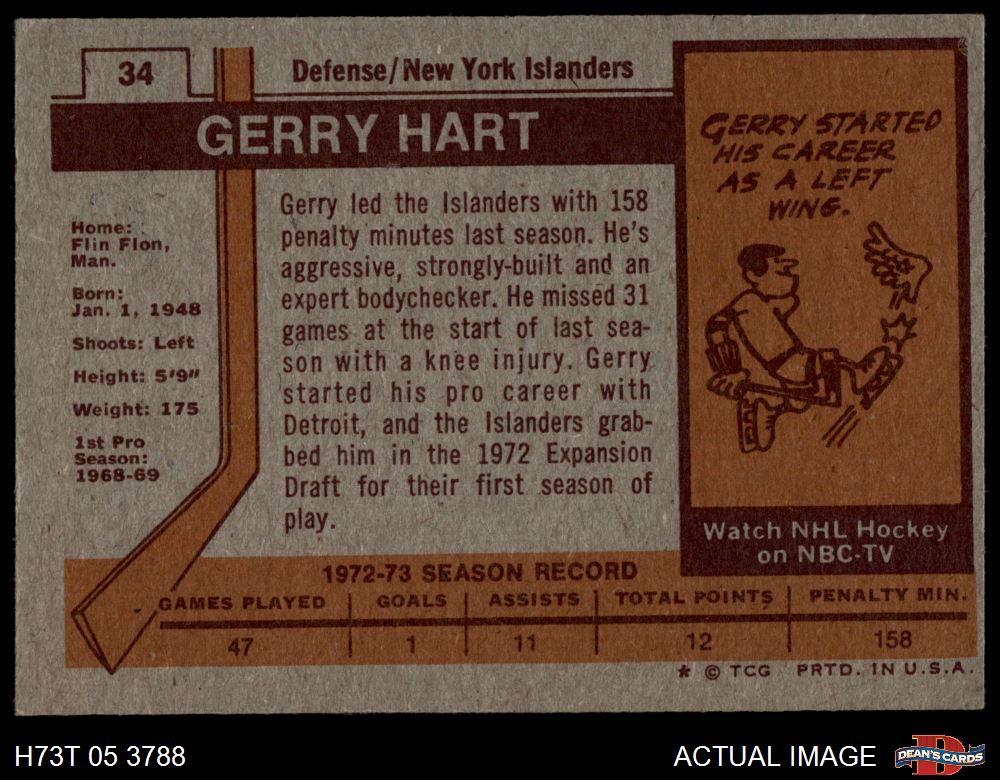 34
Defense/New York Islanders
GERRY HART
Home:
Flin Flon,
Man.
Born:
Jan. 1, 1948
Shoots: Left
Height: 5'9"
Weight: 175
1st Pro
Season:
1968-69
Gerry led the Islanders with 158
penalty minutes last season. He's
aggressive, strongly-built and an
expert bodychecker. He missed 31
games at the start of last sea-
son with a knee injury. Gerry
started his pro career with
Detroit, and the Islanders grab-
bed him in the 1972 Expansion
Draft for their first season of
play.
GERRY STARTED
HIS CAREER
AS A LEFT
WING.
Watch NHL Hockey
on NBC-TV
1972-73 SEASON RECORD
GAMES PLAYED GOALS ASSISTS TOTAL POINTS PENALTY MIN.
47 1 11 12 158
* © TCG PRTD. IN U.S.A.
H73T 05 3788
ACTUAL IMAGE
D
DEAN'S CARDS